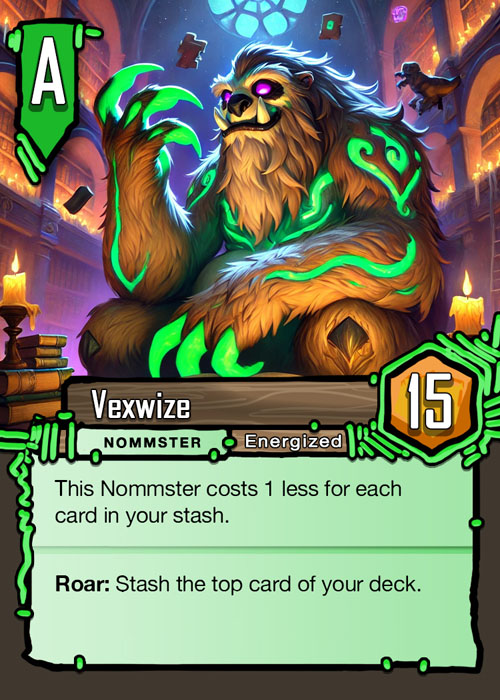 A
Vexwize
15
NOMMSTER
Energized
This Nommster costs 1 less for each
card in your stash.
Roar: Stash the top card of your deck.